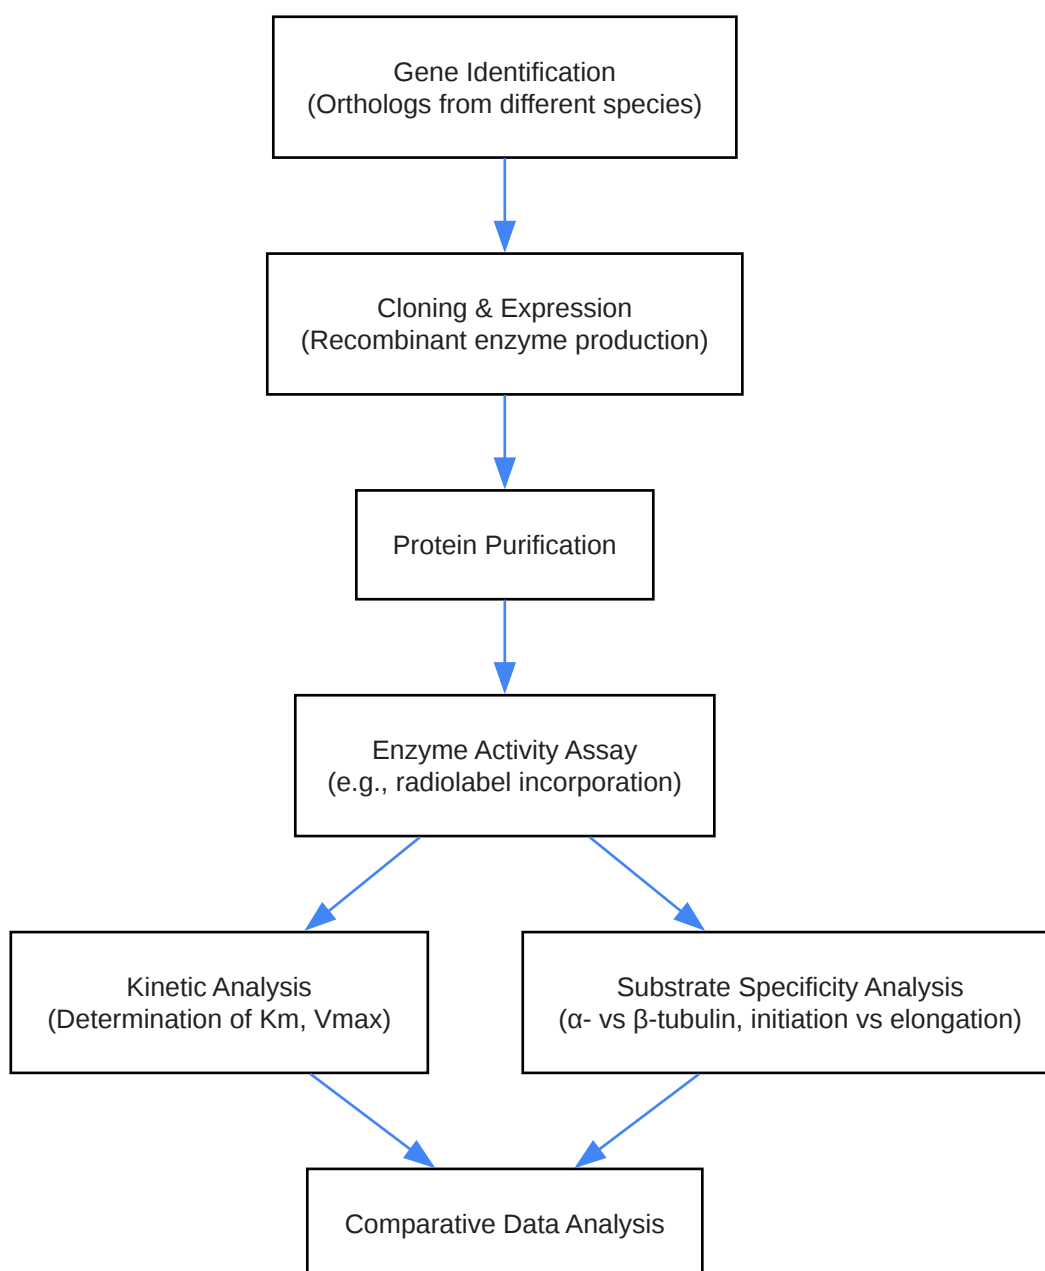 Gene Identification
(Orthologs from different species)
Cloning & Expression
(Recombinant enzyme production)
Protein Purification
Enzyme Activity Assay
(e.g., radiolabel incorporation)
Kinetic Analysis
(Determination of Km, Vmax)
Substrate Specificity Analysis
(α- vs β-tubulin, initiation vs elongation)
Comparative Data Analysis